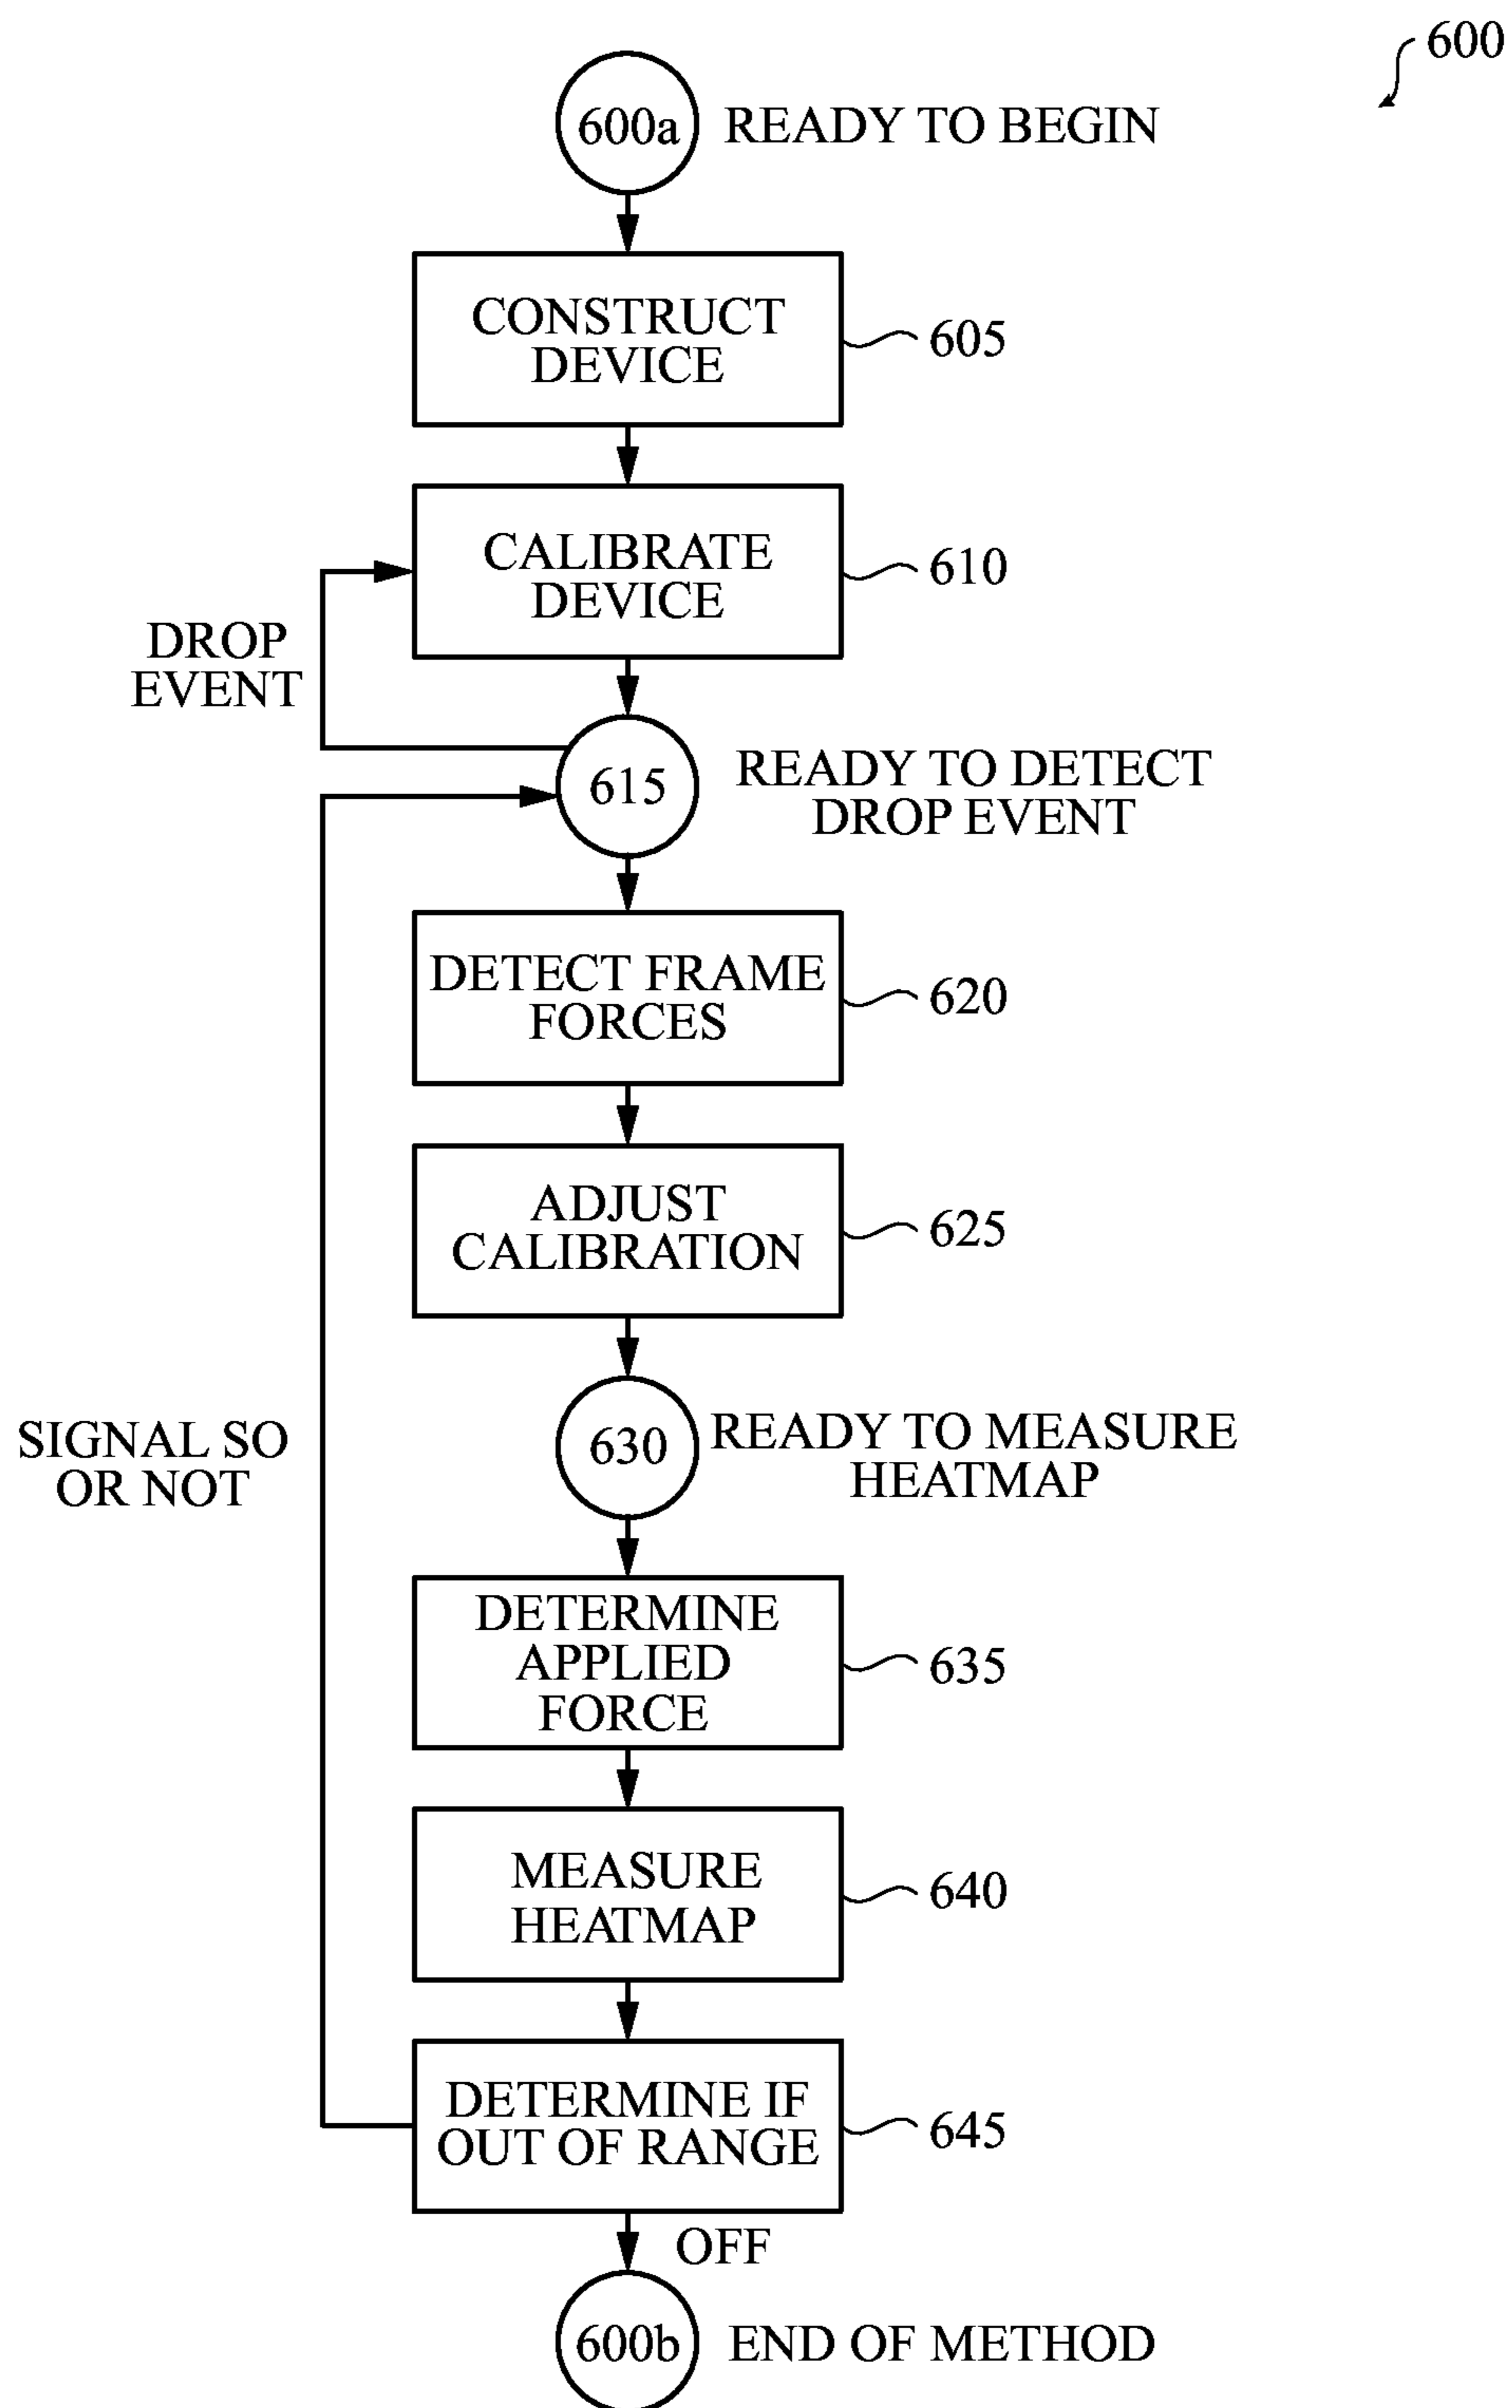 600
600a
READY TO BEGIN
CONSTRUCT
DEVICE
605
CALIBRATE
DEVICE
610
DROP
EVENT
615
READY TO DETECT
DROP EVENT
DETECT FRAME
FORCES
620
ADJUST
CALIBRATION
625
SIGNAL SO
OR NOT
630
READY TO MEASURE
HEATMAP
DETERMINE
APPLIED
FORCE
635
MEASURE
HEATMAP
640
DETERMINE IF
OUT OF RANGE
645
OFF
600b
END OF METHOD